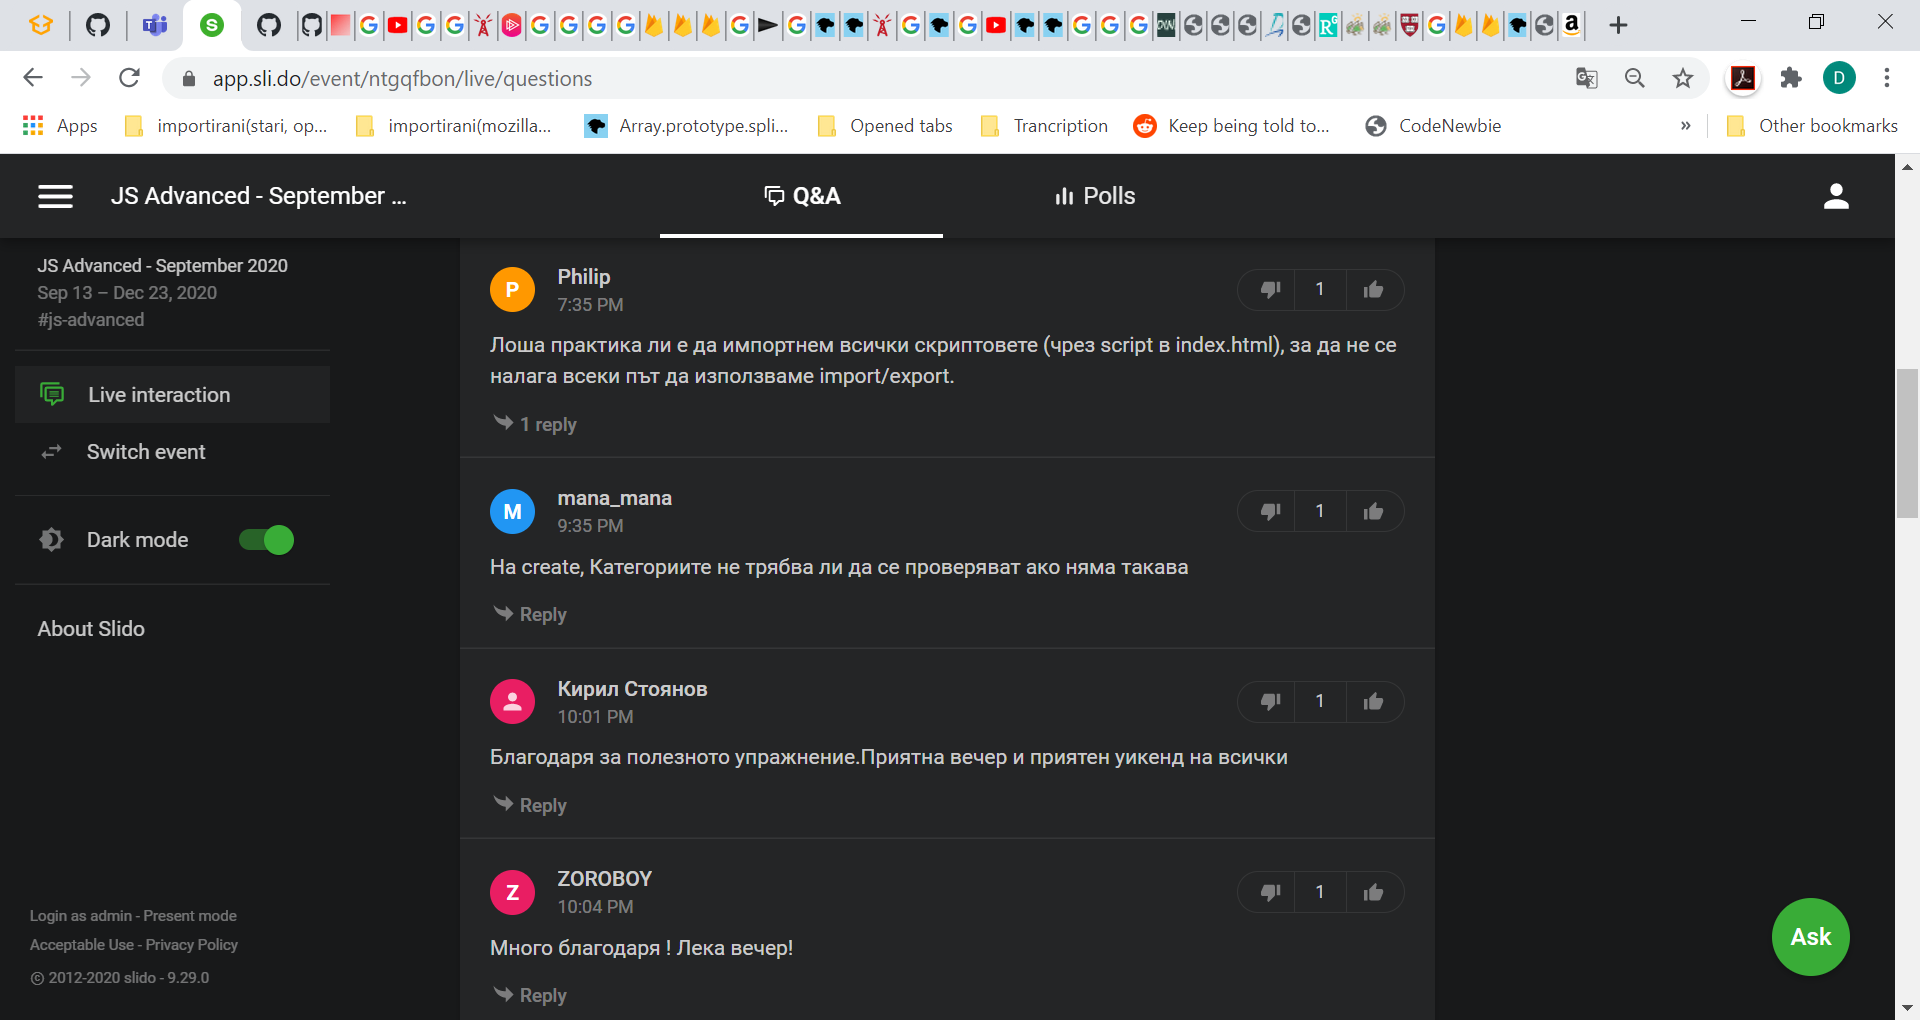 app.sli.do/event/ntgqfbon/live/questions
D
Apps
importirani(stari, op...
importirani(mozilla...
Array.prototype.spli...
Opened tabs
Trancription
Keep being told to...
CodeNewbie
»
Other bookmarks
JS Advanced - September ...
Q&A
Polls
JS Advanced - September 2020
Sep 13 – Dec 23, 2020
#js-advanced
Live interaction
Switch event
Dark mode
About Slido
Login as admin - Present mode
Acceptable Use - Privacy Policy
© 2012-2020 slido - 9.29.0
P
Philip
7:35 PM
1
Лоша практика ли е да импортнем всички скриптовете (чрез script в index.html), за да не се
налага всеки път да използваме import/export.
1 reply
M
mana_mana
9:35 PM
1
На create, Категориите не трябва ли да се проверяват ако няма такава
Reply
Кирил Стоянов
10:01 PM
1
Благодаря за полезното упражнение.Приятна вечер и приятен уикенд на всички
Reply
Z
ZOROBOY
10:04 PM
1
Много благодаря ! Лека вечер!
Reply
Ask